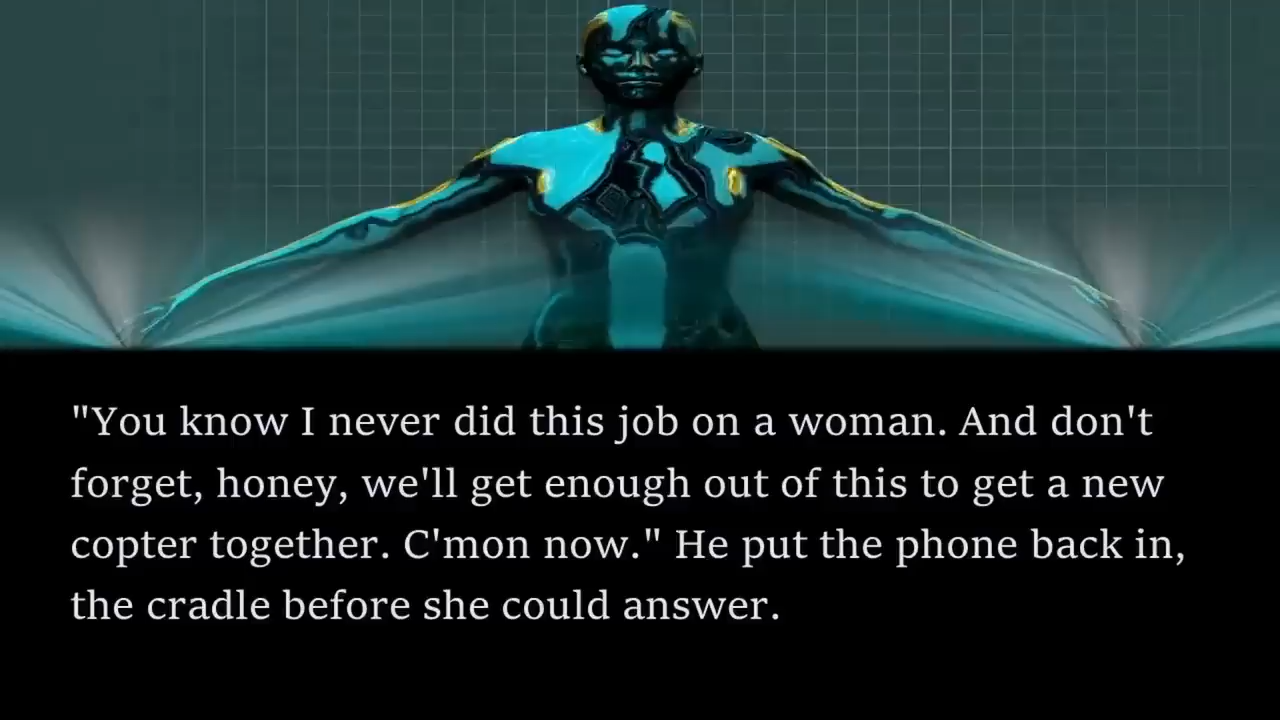 "You know I never did this job on a woman. And don't
forget, honey, we'll get enough out of this to get a new
copter together. C'mon now." He put the phone back in,
the cradle before she could answer.